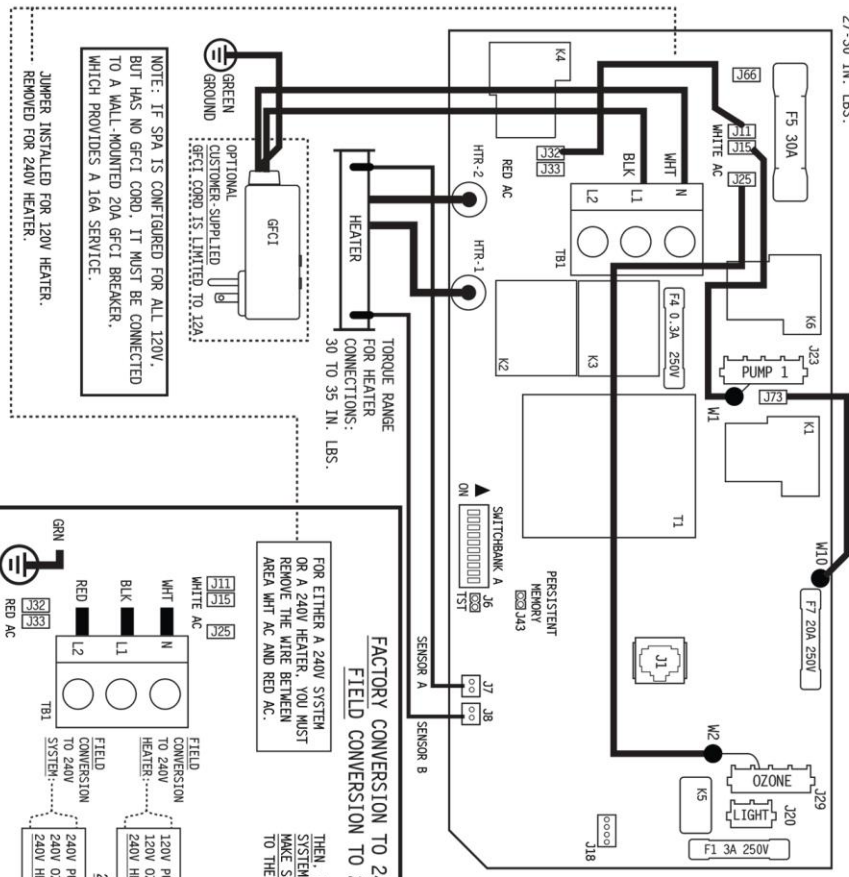 27-30 IN. LBS.
K4
J66
F5 30A
J11
J15
WHITE AC
J25
J32
J33
RED AC
HTR-2
HTR-1
BLK
WHT
L2
L1
N
TB1
K6
F4 0.3A 250V
K2
K3
J23
PUMP 1
J73
W1
K1
T1
W10
F7 20A 250V
ON
SWITCHBANK A
J6
TST
PERSISTENT
MEMORY
J43
J1
J7
J8
SENSOR A
SENSOR B
W2
OZONE
J29
K5
LIGHT
J20
F1 3A 250V
J18
GREEN
GROUND
OPTIONAL
CUSTOMER-SUPPLIED
GFCI CORD IS LIMITED TO 12A
GFCI
HEATER
TORQUE RANGE
FOR HEATER
CONNECTIONS:
30 TO 35 IN. LBS.
NOTE: IF SPA IS CONFIGURED FOR ALL 120V,
BUT HAS NO GFCI CORD, IT MUST BE CONNECTED
TO A WALL-MOUNTED 20A GFCI BREAKER,
WHICH PROVIDES A 16A SERVICE.
JUMPER INSTALLED FOR 120V HEATER.
REMOVED FOR 240V HEATER.
FOR EITHER A 240V SYSTEM
OR A 240V HEATER, YOU MUST
REMOVE THE WIRE BETWEEN
AREA WHT AC AND RED AC.
FACTORY CONVERSION TO 2
FIELD CONVERSION TO
THEN,
SYSTEM
MAKE S
TO THE
GRN
RED
BLK
WHT
WHITE AC
J11
J15
J25
RED AC
J32
J33
L2
L1
N
TB1
FIELD
CONVERSION
TO 240V
HEATER:
120V P
120V O
240V H
FIELD
CONVERSION
TO 240V
SYSTEM:
240V P
240V O
240V H